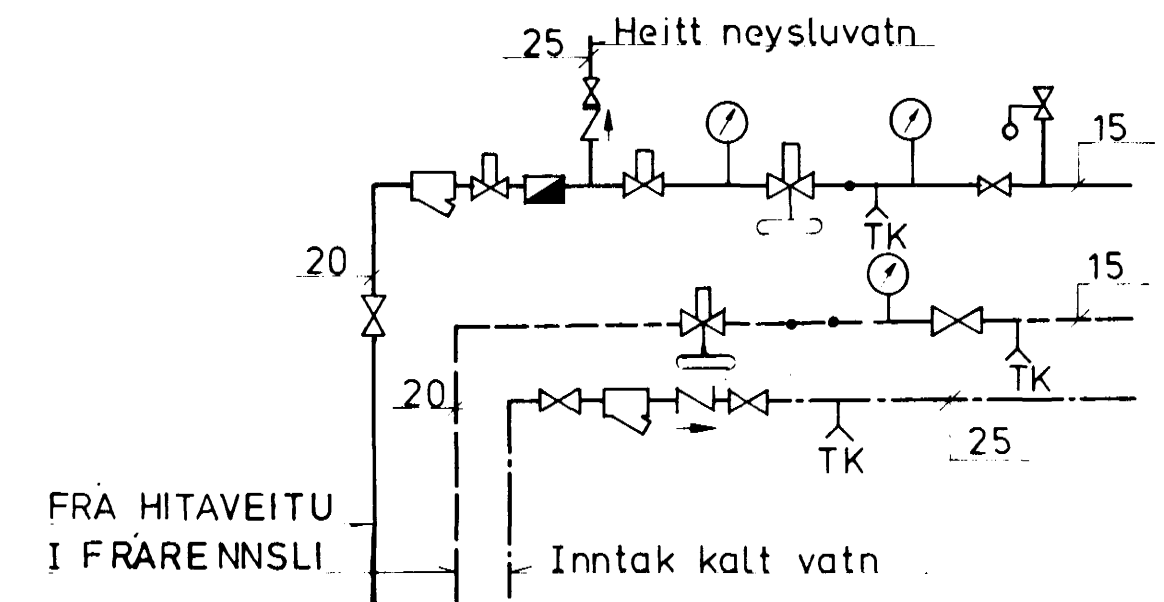 25 Heitt neysluvatn
15
TK
20
15
TK
20
25
TK
FRÁ HITAVEITU
Í FRÁRENNSLI
Inntak kalt vatn